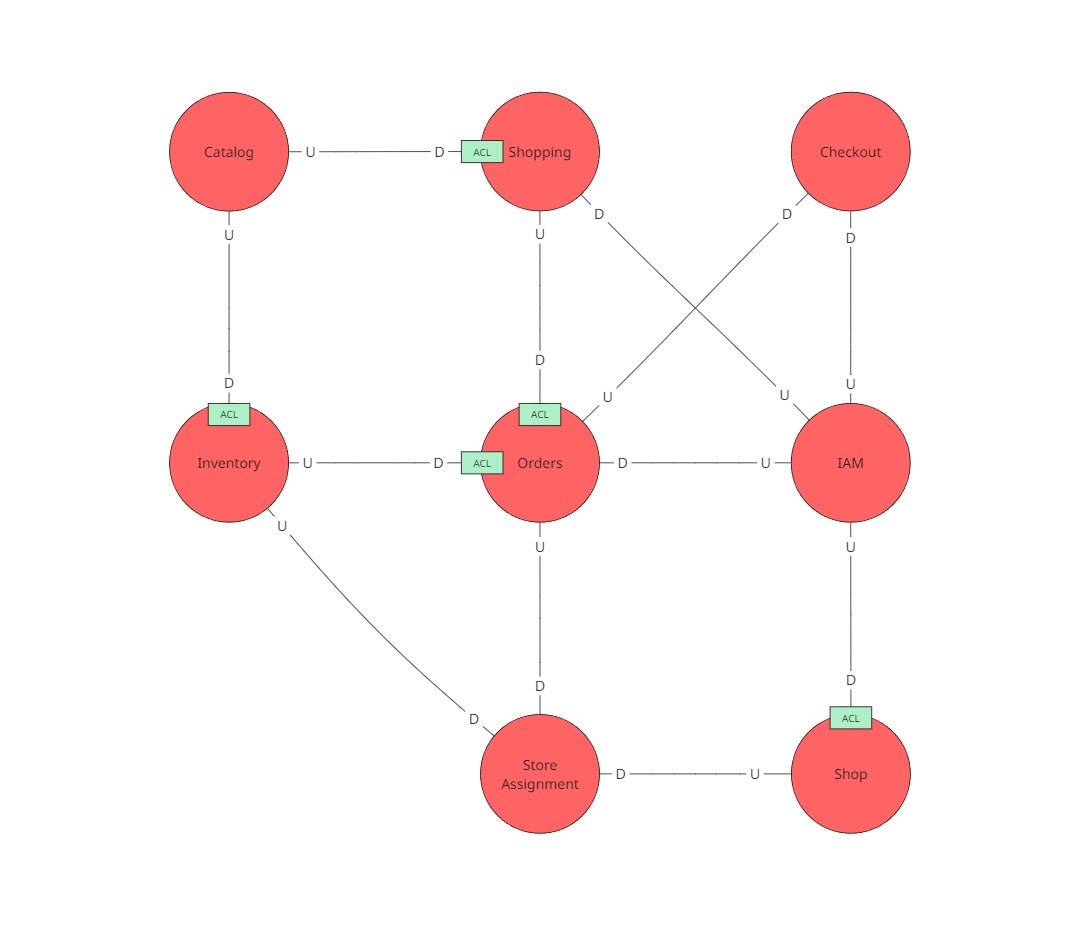 Catalog
U
D
ACL
Shopping
Checkout
U
U
D
D
D
D
D
U
U
U
ACL
ACL
Inventory
U
D
ACL
Orders
D
U
IAM
U
U
U
D
D
D
ACL
Store
Assignment
D
U
Shop